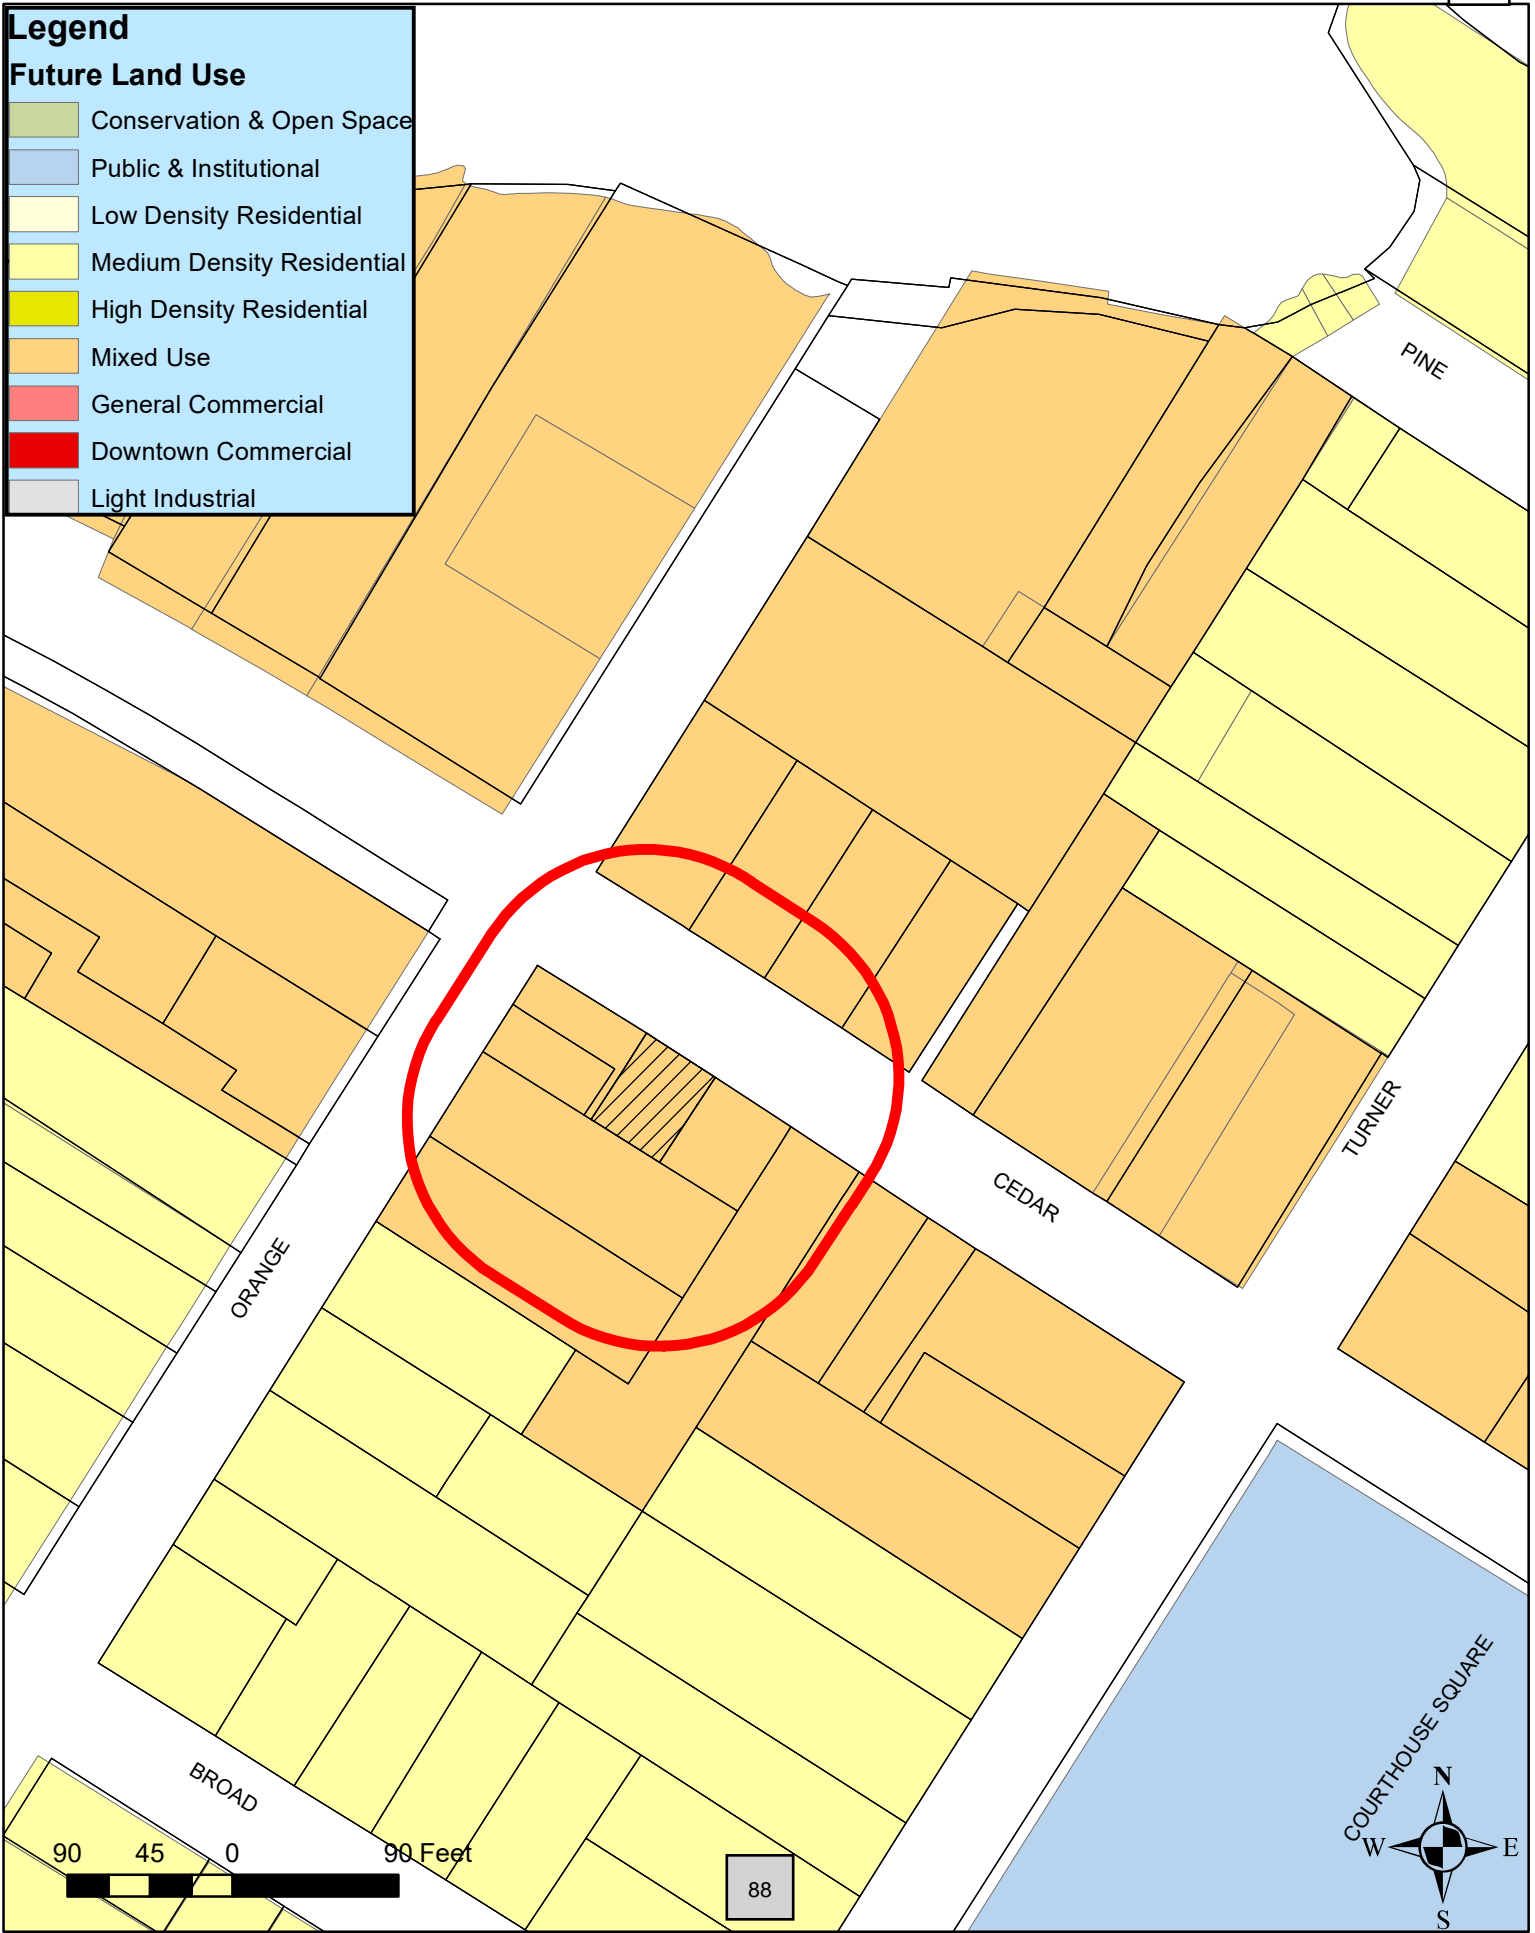 Legend
Future Land Use
Conservation & Open Space
Public & Institutional
Low Density Residential
Medium Density Residential
High Density Residential
Mixed Use
General Commercial
Downtown Commercial
Light Industrial
PINE
TURNER
CEDAR
ORANGE
COURTHOUSE SQUARE
BROAD
N
W E
S
90 45 0 90 Feet
88